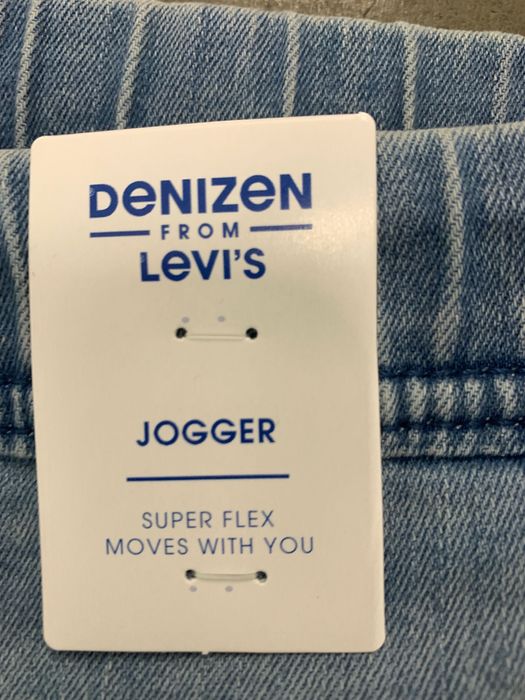 DeNIZeN
FROM
LeVI'S
JOGGER
SUPER FLEX
MOVES WITH YOU